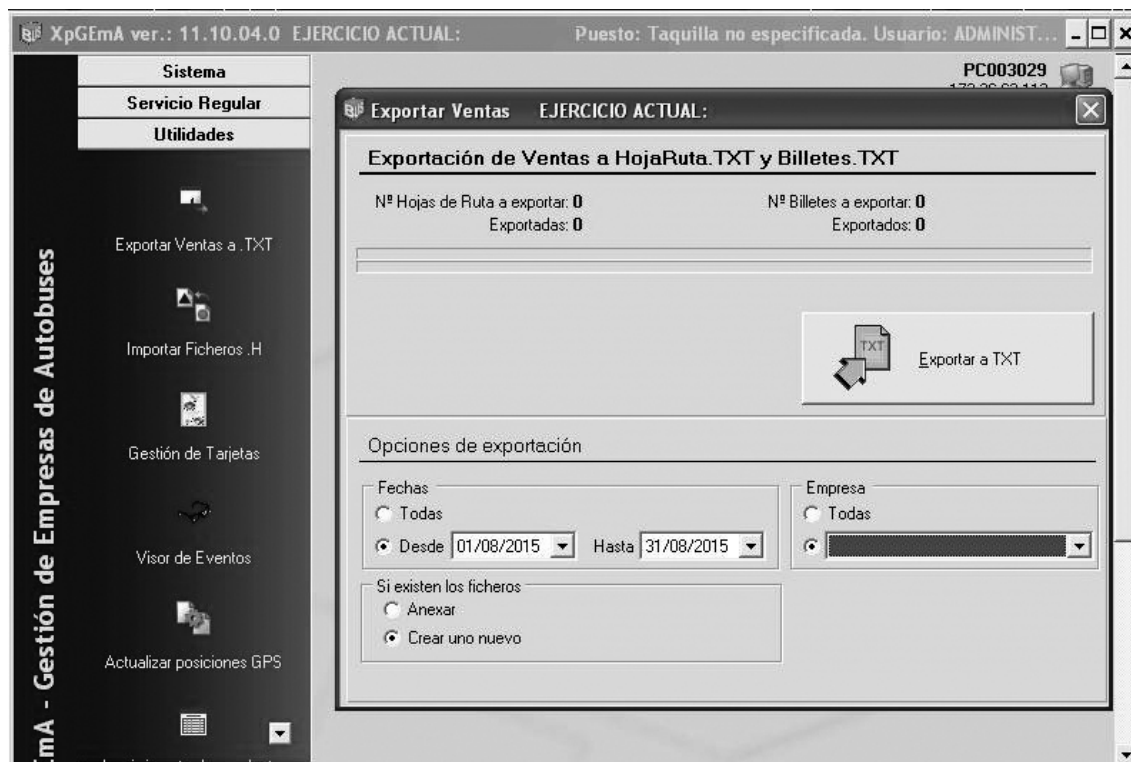 XpGEmA ver.: 11.10.04.0 EJERCICIO ACTUAL: Puesto: Taquilla no especificada. Usuario: ADMINIST...
Sistema
Servicio Regular
Utilidades
Exportar Ventas a .TXT
Importar Ficheros .H
Gestión de Tarjetas
Visor de Eventos
Actualizar posiciones GPS
EmA - Gestión de Empresas de Autobuses
PC003029
Exportar Ventas EJERCICIO ACTUAL:
Exportación de Ventas a HojaRuta.TXT y Billetes.TXT
Nº Hojas de Ruta a exportar: 0
Exportadas: 0
Nº Billetes a exportar: 0
Exportados: 0
TXT
Exportar a TXT
Opciones de exportación
Fechas
Todas
Desde 01/08/2015 Hasta 31/08/2015
Empresa
Todas
Si existen los ficheros
Anexar
Crear uno nuevo